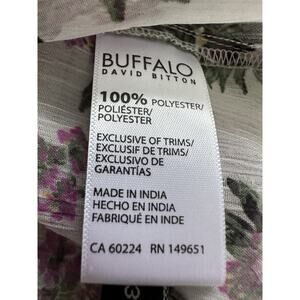 BUFFALO
DAVID BITTON
100% POLYESTER/
POLIÉSTER/
POLYESTER
EXCLUSIVE OF TRIMS/
EXCLUSIF DE TRIMS/
EXCLUSIVO DE
GARANTÍAS
MADE IN INDIA
HECHO EN INDIA
FABRIQUÉ EN INDE
CA 60224 RN 149651